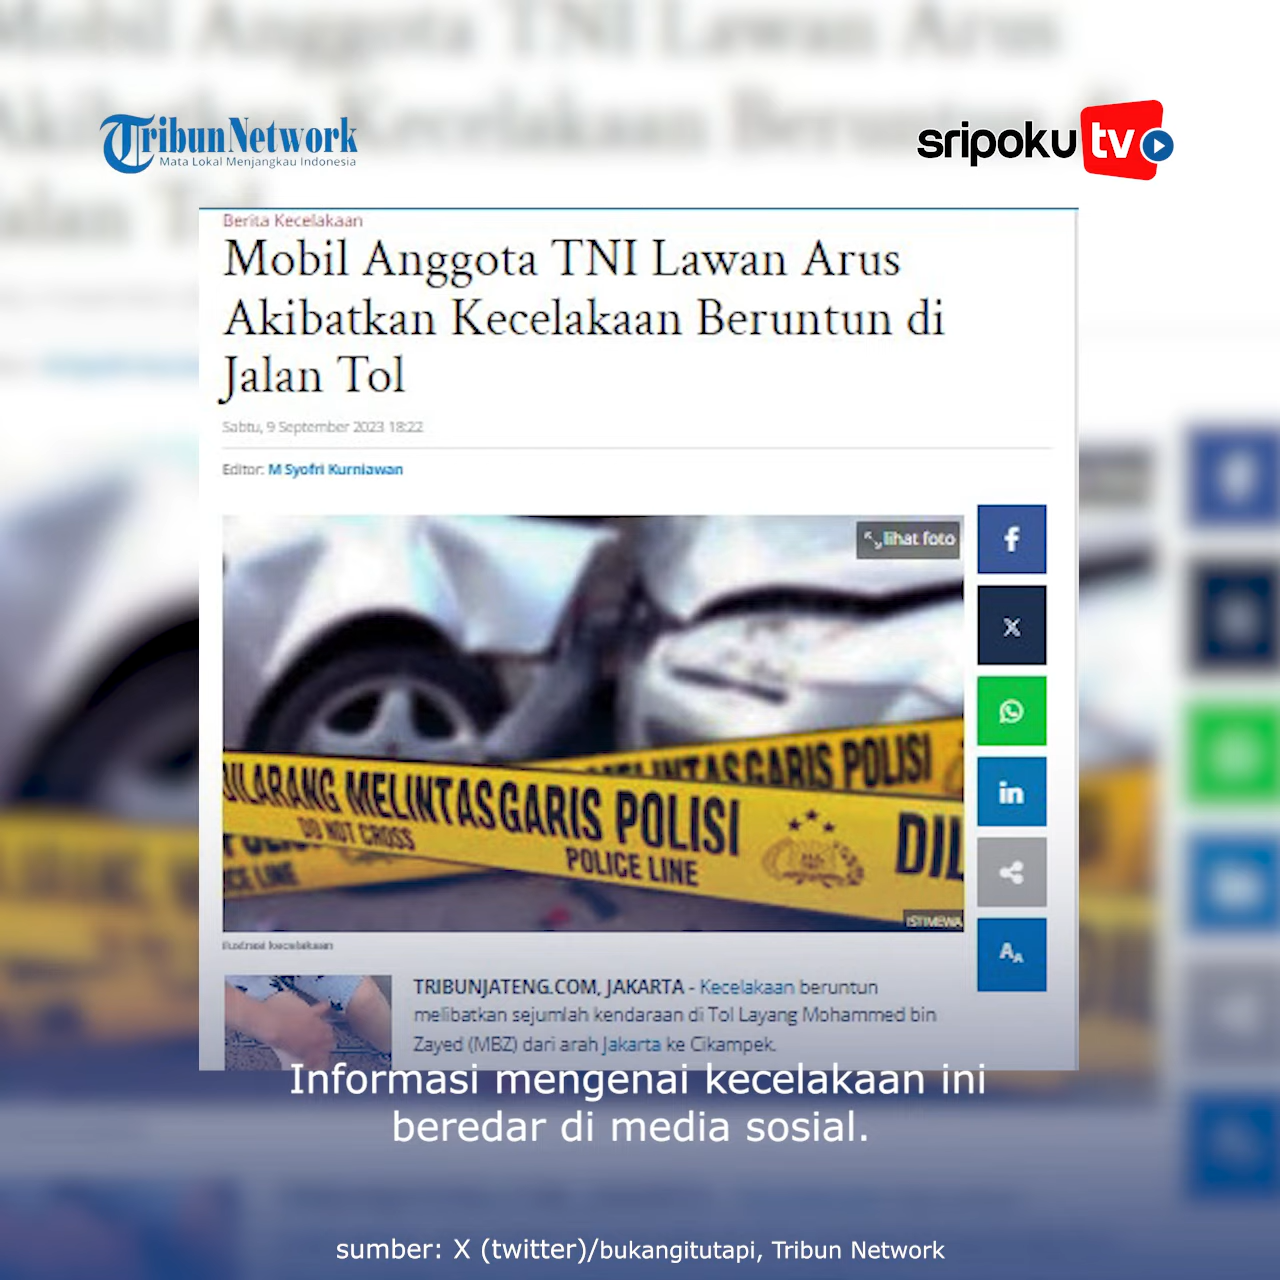 TribunNetwork
Mata Lokal Menjangkau Indonesia
sripoku tv
Berita Kecelakaan
Mobil Anggota TNI Lawan Arus
Akibatkan Kecelakaan Beruntun di
Jalan Tol
Sabtu, 9 September 2023 18:22
Editor: M Syofri Kurniawan
lihat foto
MELINTAS GARIS POLISI
DILARANG MELINTAS GARIS POLISI
DO NOT CROSS
POLICE LINE
DIL
ISTIMEWA
Ilustrasi kecelakaan
TRIBUNJATENG.COM, JAKARTA - Kecelakaan beruntun
melibatkan sejumlah kendaraan di Tol Layang Mohammed bin
Zayed (MBZ) dari arah Jakarta ke Cikampek.
Informasi mengenai kecelakaan ini
beredar di media sosial.
sumber: X (twitter)/bukangitutapi, Tribun Network